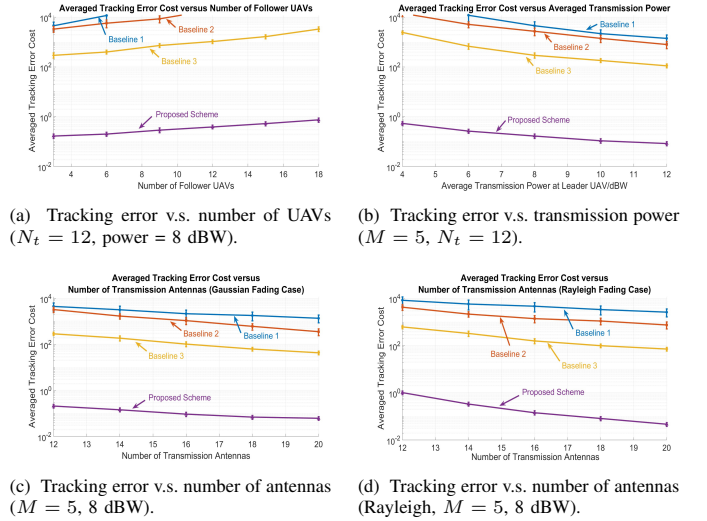 Averaged Tracking Error Cost versus Number of Follower UAVs
10^4
10^2
10^0
10^-2
Averaged Tracking Error Cost
Baseline 1
Baseline 2
Baseline 3
Proposed Scheme
4 6 8 10 12 14 16 18
Number of Follower UAVs
(a) Tracking error v.s. number of UAVs
(N_t = 12, power = 8 dBW).
Averaged Tracking Error Cost versus Averaged Transmission Power
10^4
10^2
10^0
10^-2
Averaged Tracking Error Cost
Baseline 1
Baseline 2
Baseline 3
Proposed Scheme
4 5 6 7 8 9 10 11 12
Average Transmission Power at Leader UAV/dBW
(b) Tracking error v.s. transmission power
(M = 5, N_t = 12).
Averaged Tracking Error Cost versus
Number of Transmission Antennas (Gaussian Fading Case)
10^4
10^2
10^0
10^-2
Averaged Tracking Error Cost
Baseline 2
Baseline 1
Baseline 3
Proposed Scheme
12 13 14 15 16 17 18 19 20
Number of Transmission Antennas
(c) Tracking error v.s. number of antennas
(M = 5, 8 dBW).
Averaged Tracking Error Cost versus
Number of Transmission Antennas (Rayleigh Fading Case)
10^4
10^2
10^0
10^-2
Averaged Tracking Error Cost
Baseline 1
Baseline 2
Baseline 3
Proposed Scheme
12 13 14 15 16 17 18 19 20
Number of Transmission Antennas
(d) Tracking error v.s. number of antennas
(Rayleigh, M = 5, 8 dBW).